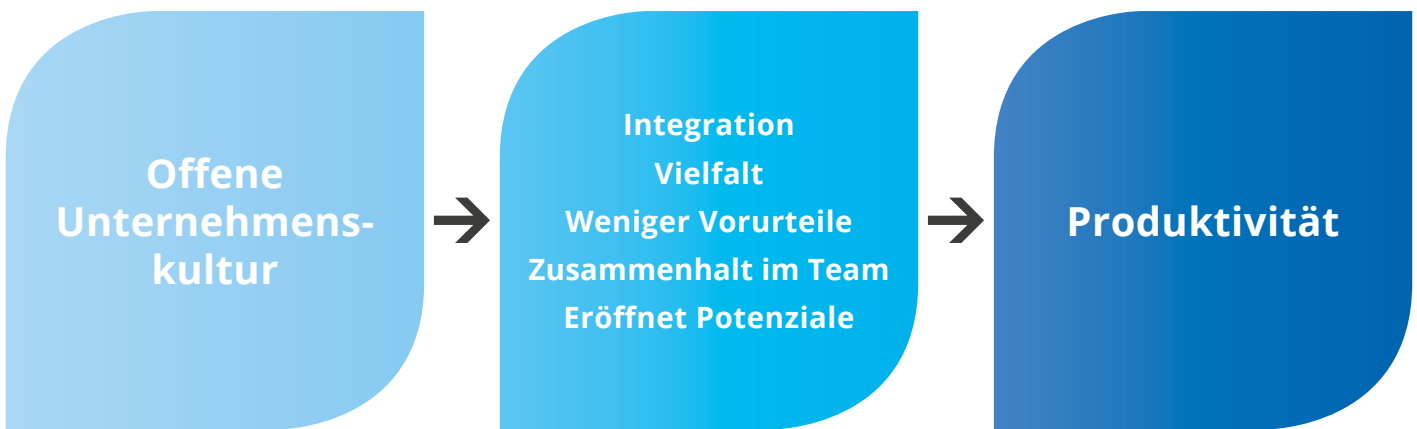 Offene
Unternehmens-
kultur
Integration
Vielfalt
Weniger Vorurteile
Zusammenhalt im Team
Eröffnet Potenziale
Produktivität